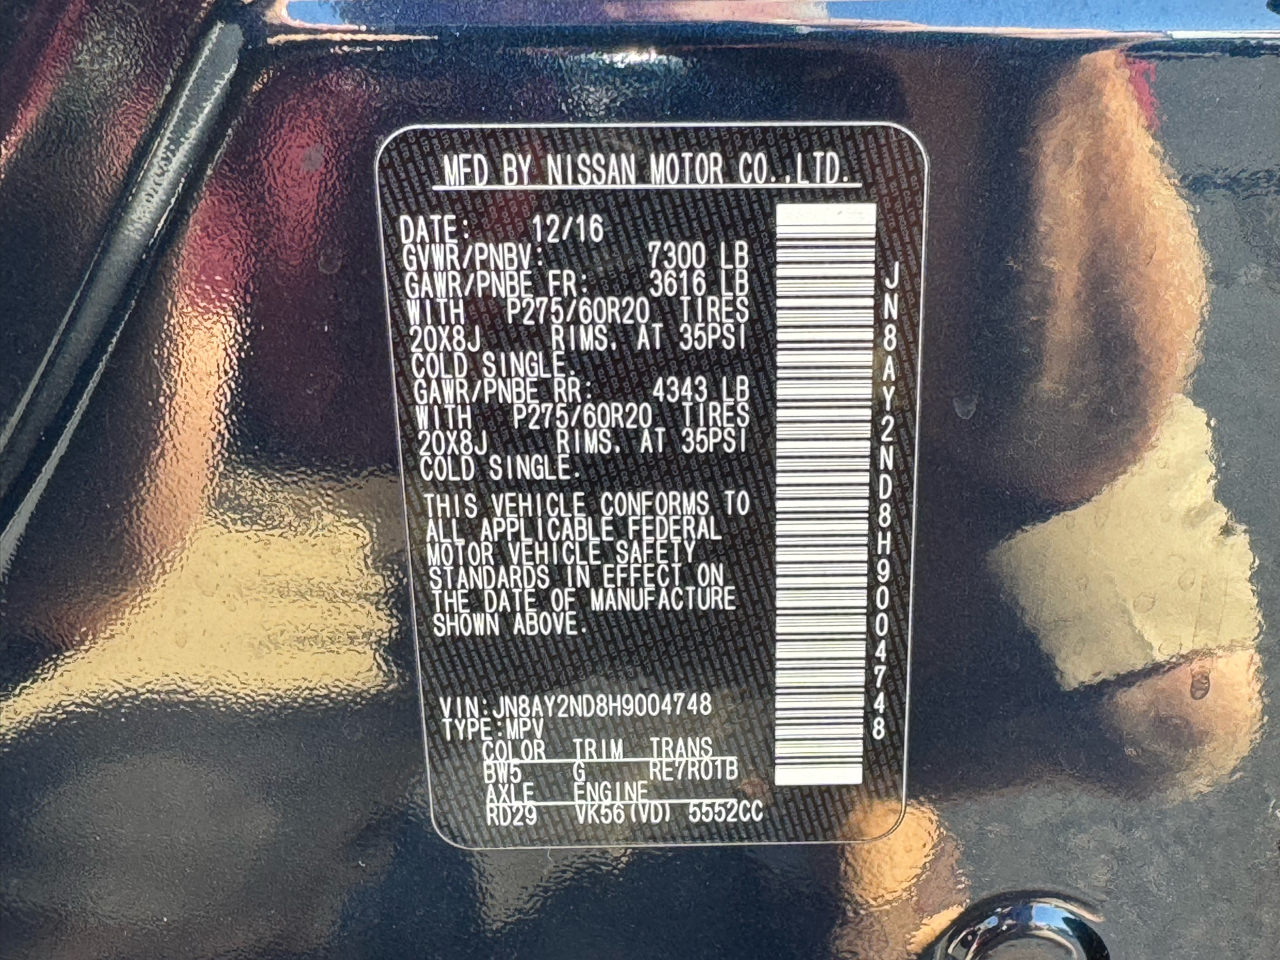 MFD BY NISSAN MOTOR CO.,LTD.
DATE: 12/16
GVWR/PNBV: 7300 LB
GAWR/PNBE FR: 3616 LB
WITH P275/60R20 TIRES
20X8J RIMS. AT 35PSI
COLD SINGLE.
GAWR/PNBE RR: 4343 LB
WITH P275/60R20 TIRES
20X8J RIMS. AT 35PSI
COLD SINGLE.
THIS VEHICLE CONFORMS TO
ALL APPLICABLE FEDERAL
MOTOR VEHICLE SAFETY
STANDARDS IN EFFECT ON
THE DATE OF MANUFACTURE
SHOWN ABOVE.
VIN:JN8AY2ND8H9004748
TYPE:MPV
COLOR TRIM TRANS
BW5 G RE7R01B
AXLE ENGINE
RD29 VK56(VD) 5552CC
JN8AY2ND8H9004748